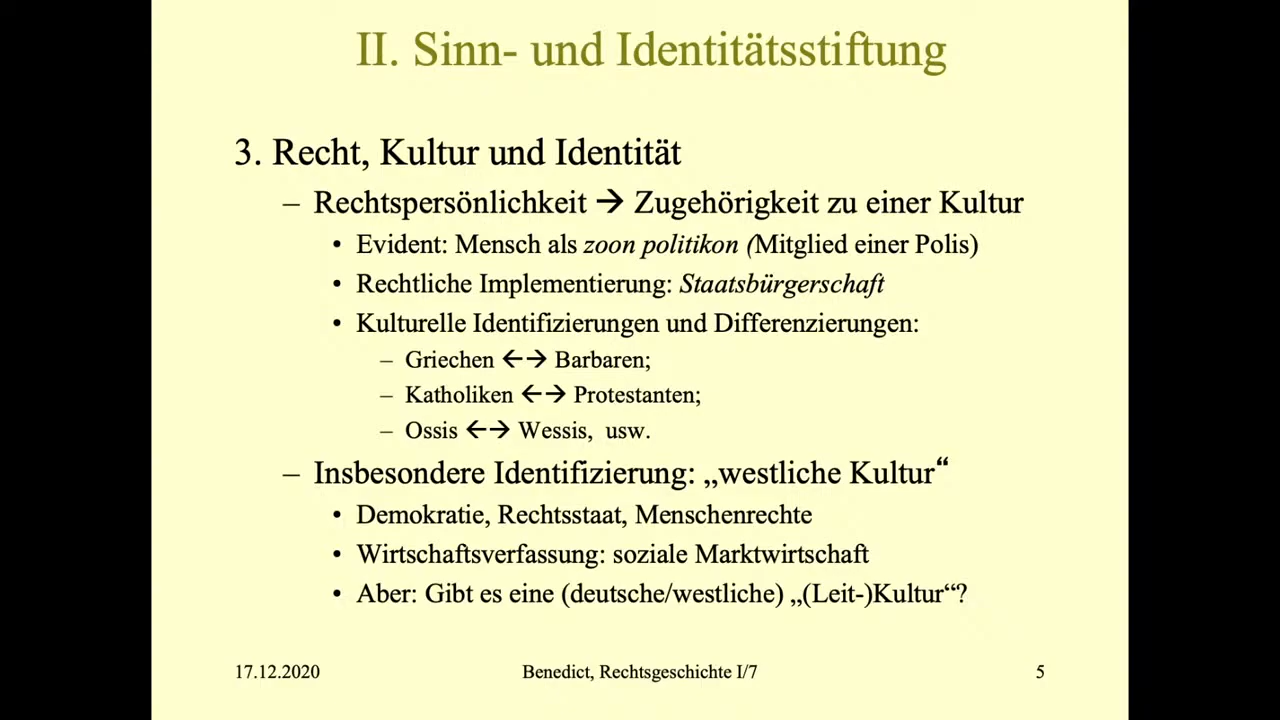 II. Sinn- und Identitätsstiftung
3. Recht, Kultur und Identität
– Rechtspersönlichkeit → Zugehörigkeit zu einer Kultur
• Evident: Mensch als zoon politikon (Mitglied einer Polis)
• Rechtliche Implementierung: Staatsbürgerschaft
• Kulturelle Identifizierungen und Differenzierungen:
– Griechen ←→ Barbaren;
– Katholiken ←→ Protestanten;
– Ossis ←→ Wessis, usw.
– Insbesondere Identifizierung: „westliche Kultur“
• Demokratie, Rechtsstaat, Menschenrechte
• Wirtschaftsverfassung: soziale Marktwirtschaft
• Aber: Gibt es eine (deutsche/westliche) „(Leit-)Kultur“?
17.12.2020 Benedict, Rechtsgeschichte I/7 5